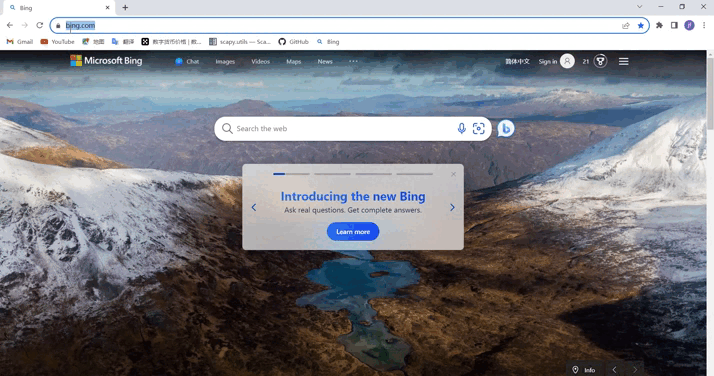 Bing
bing.com
Gmail YouTube 地图 翻译 数字货币价格 | 数... scapy.utils — Sca... GitHub Bing
Microsoft Bing Chat Images Videos Maps News ... 简体中文 Sign in 21
Search the web
Introducing the new Bing
Ask real questions. Get complete answers.
Learn more
Info